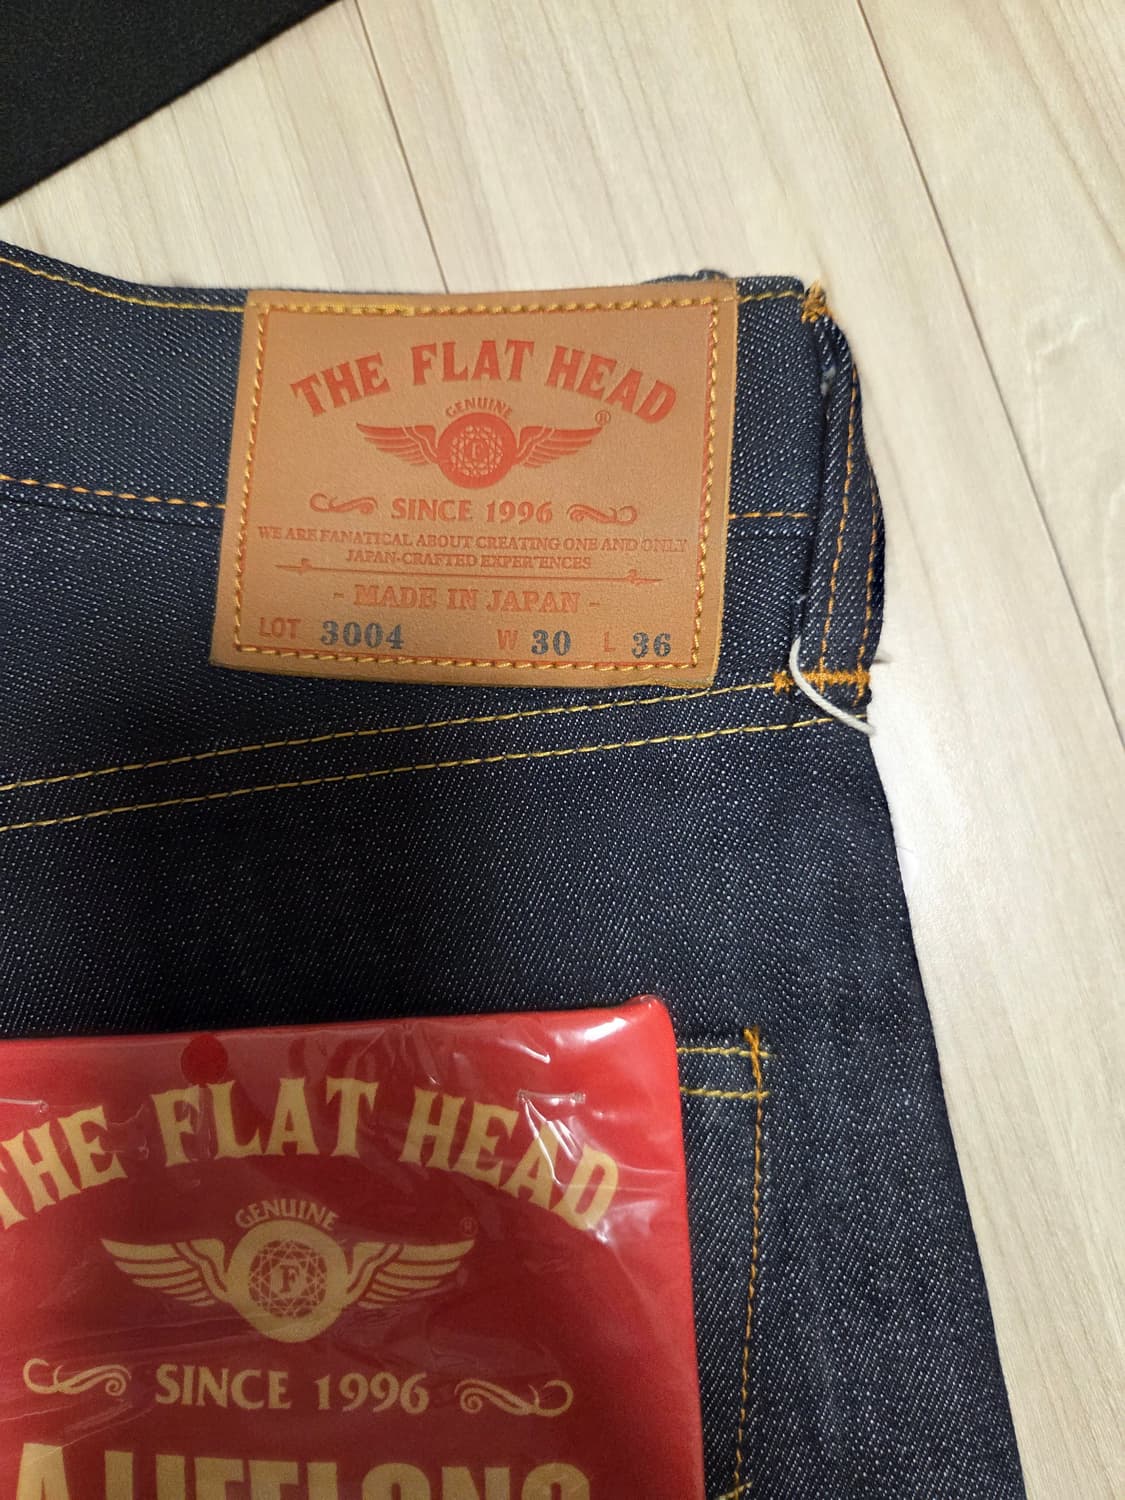 THE FLAT HEAD
GENUINE
®
F
SINCE 1996
WE ARE FANATICAL ABOUT CREATING ONE AND ONLY
JAPAN-CRAFTED EXPERIENCES
- MADE IN JAPAN -
LOT 3004 W 30 L 36
THE FLAT HEAD
GENUINE
®
F
SINCE 1996
A LIFELONG